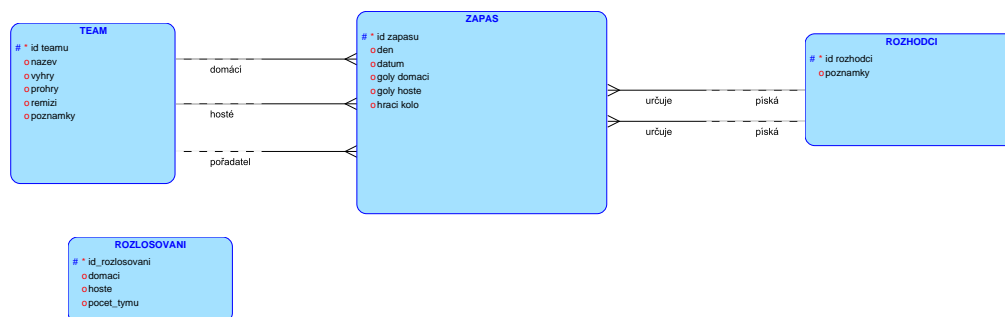 TEAM
# * id teamu
o nazev
o vyhry
o prohry
o remizi
o poznamky
domácí
hosté
pořadatel
ZAPAS
# * id zapasu
o den
o datum
o goly domaci
o goly hoste
o hraci kolo
určuje píská
určuje píská
ROZHODCI
# * id rozhodci
o poznamky
ROZLOSOVANI
# * id_rozlosovani
o domaci
o hoste
o pocet_tymu